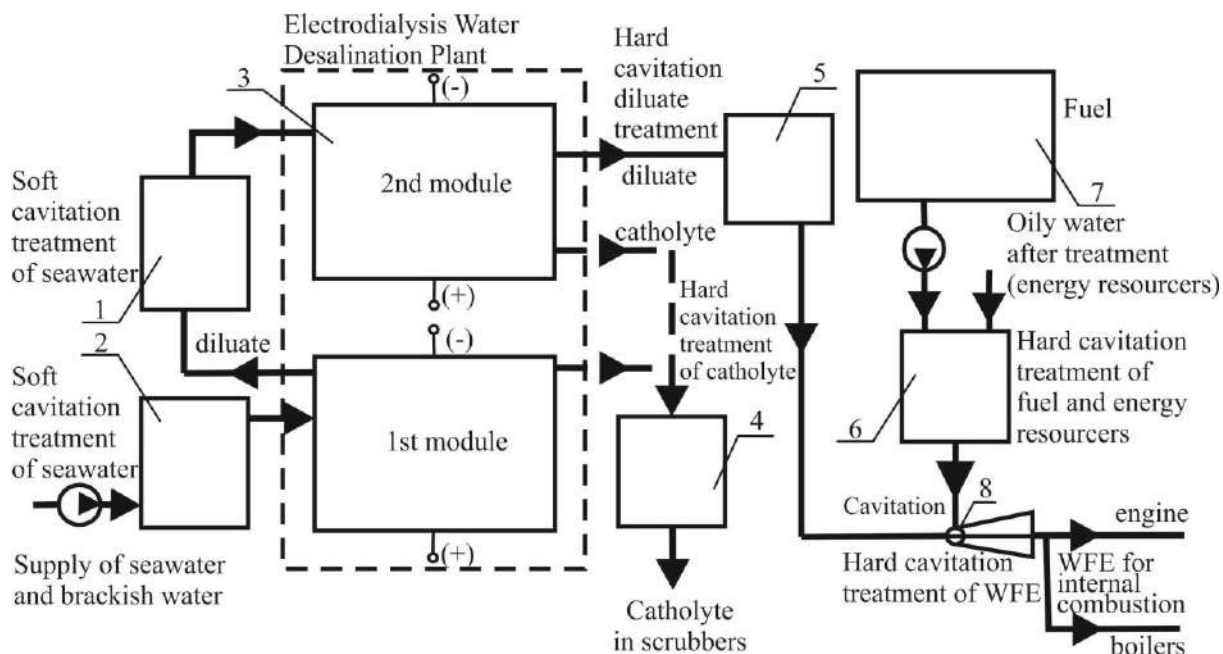 Electrodialysis Water
Desalination Plant
3
(-)
2nd module
(+)
Soft
cavitation
treatment
of seawater
1
diluate
2
Soft
cavitation
treatment
of seawater
(-)
1st module
(+)
Supply of seawater
and brackish water
Hard
cavitation
diluate
treatment
diluate
5
catholyte
Hard
cavitation
treatment
of catholyte
4
Catholyte
in scrubbers
Fuel
7
Oily water
after treatment
(energy resourcers)
Hard cavitation
treatment of
fuel and energy
resourcers
6
Cavitation
8
Hard cavitation
treatment of WFE
engine
WFE for
internal
combustion
boilers